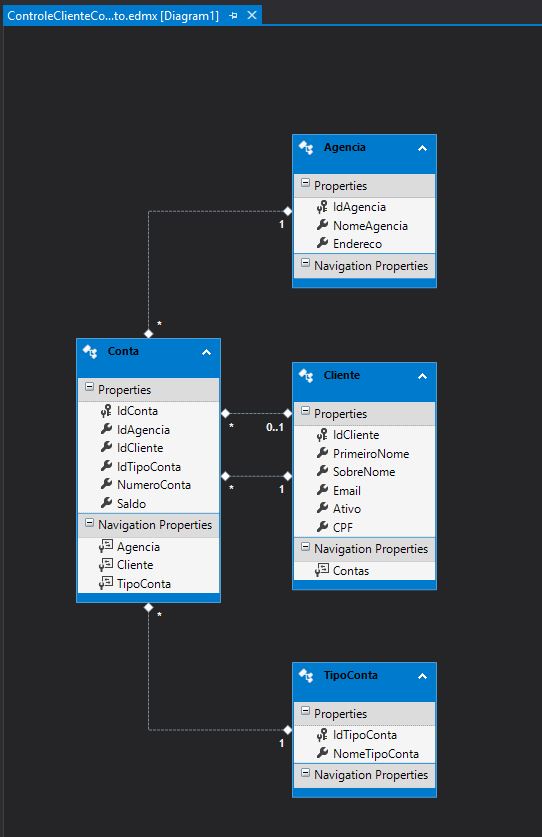 ControleClienteCo...to.edmx [Diagram1]
Agencia
Properties
IdAgencia
NomeAgencia
Endereco
Navigation Properties
1
*
Conta
Properties
IdConta
IdAgencia
IdCliente
IdTipoConta
NumeroConta
Saldo
Navigation Properties
Agencia
Cliente
TipoConta
* 0..1
* 1
Cliente
Properties
IdCliente
PrimeiroNome
SobreNome
Email
Ativo
CPF
Navigation Properties
Contas
*
1
TipoConta
Properties
IdTipoConta
NomeTipoConta
Navigation Properties